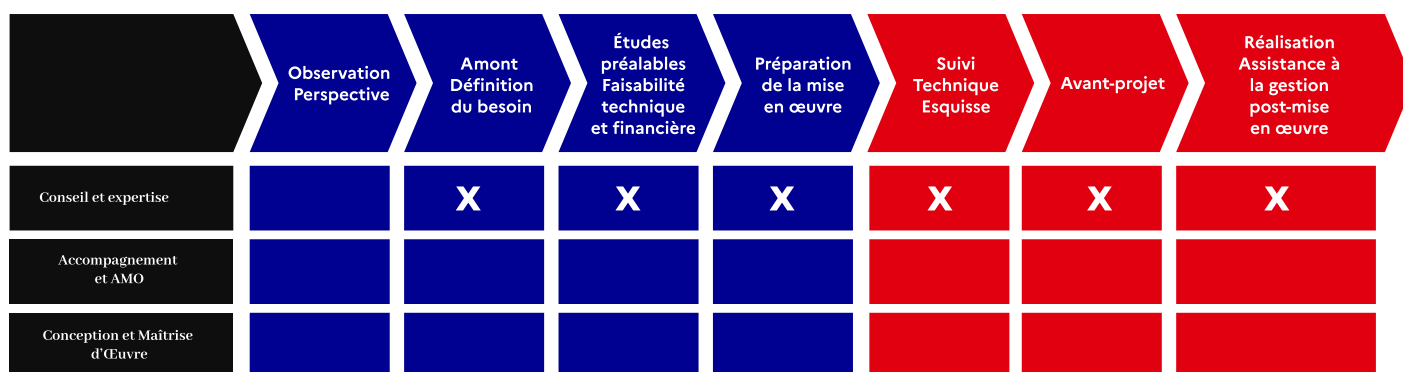 Observation
Perspective
Amont
Définition
du besoin
Études
préalables
Faisabilité
technique
et financière
Préparation
de la mise
en œuvre
Suivi
Technique
Esquisse
Avant-projet
Réalisation
Assistance à
la gestion
post-mise
en œuvre
Conseil et expertise
X X X X X X
Accompagnement
et AMO
Conception et Maîtrise
d'Œuvre